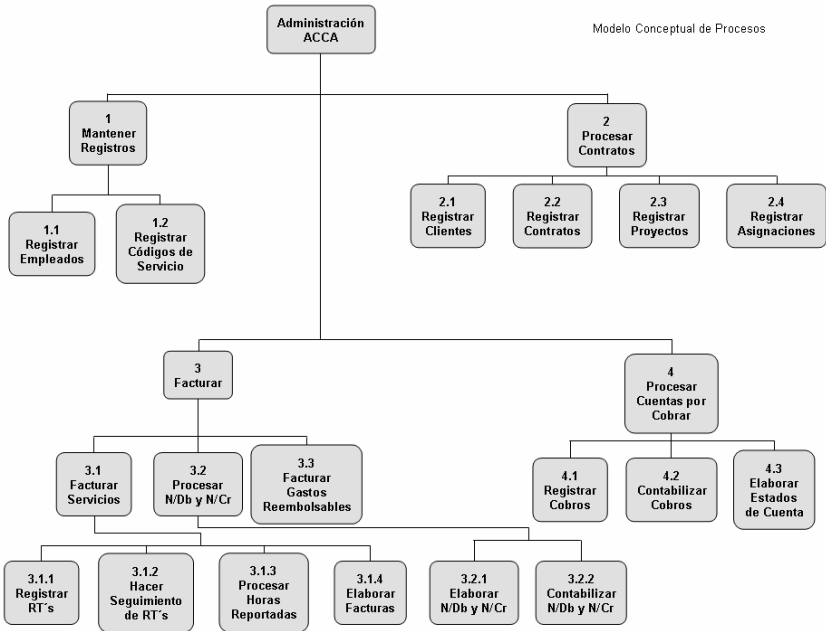 Administración
ACCA
Modelo Conceptual de Procesos
1
Mantener
Registros
2
Procesar
Contratos
1.1
Registrar
Empleados
1.2
Registrar
Códigos de
Servicio
2.1
Registrar
Clientes
2.2
Registrar
Contratos
2.3
Registrar
Proyectos
2.4
Registrar
Asignaciones
3
Facturar
4
Procesar
Cuentas por
Cobrar
3.1
Facturar
Servicios
3.2
Procesar
N/Db y N/Cr
3.3
Facturar
Gastos
Reembolsables
4.1
Registrar
Cobros
4.2
Contabilizar
Cobros
4.3
Elaborar
Estados
de Cuenta
3.1.1
Registrar
RT´s
3.1.2
Hacer
Seguimiento
de RT´s
3.1.3
Procesar
Horas
Reportadas
3.1.4
Elaborar
Facturas
3.2.1
Elaborar
N/Db y N/Cr
3.2.2
Contabilizar
N/Db y N/Cr